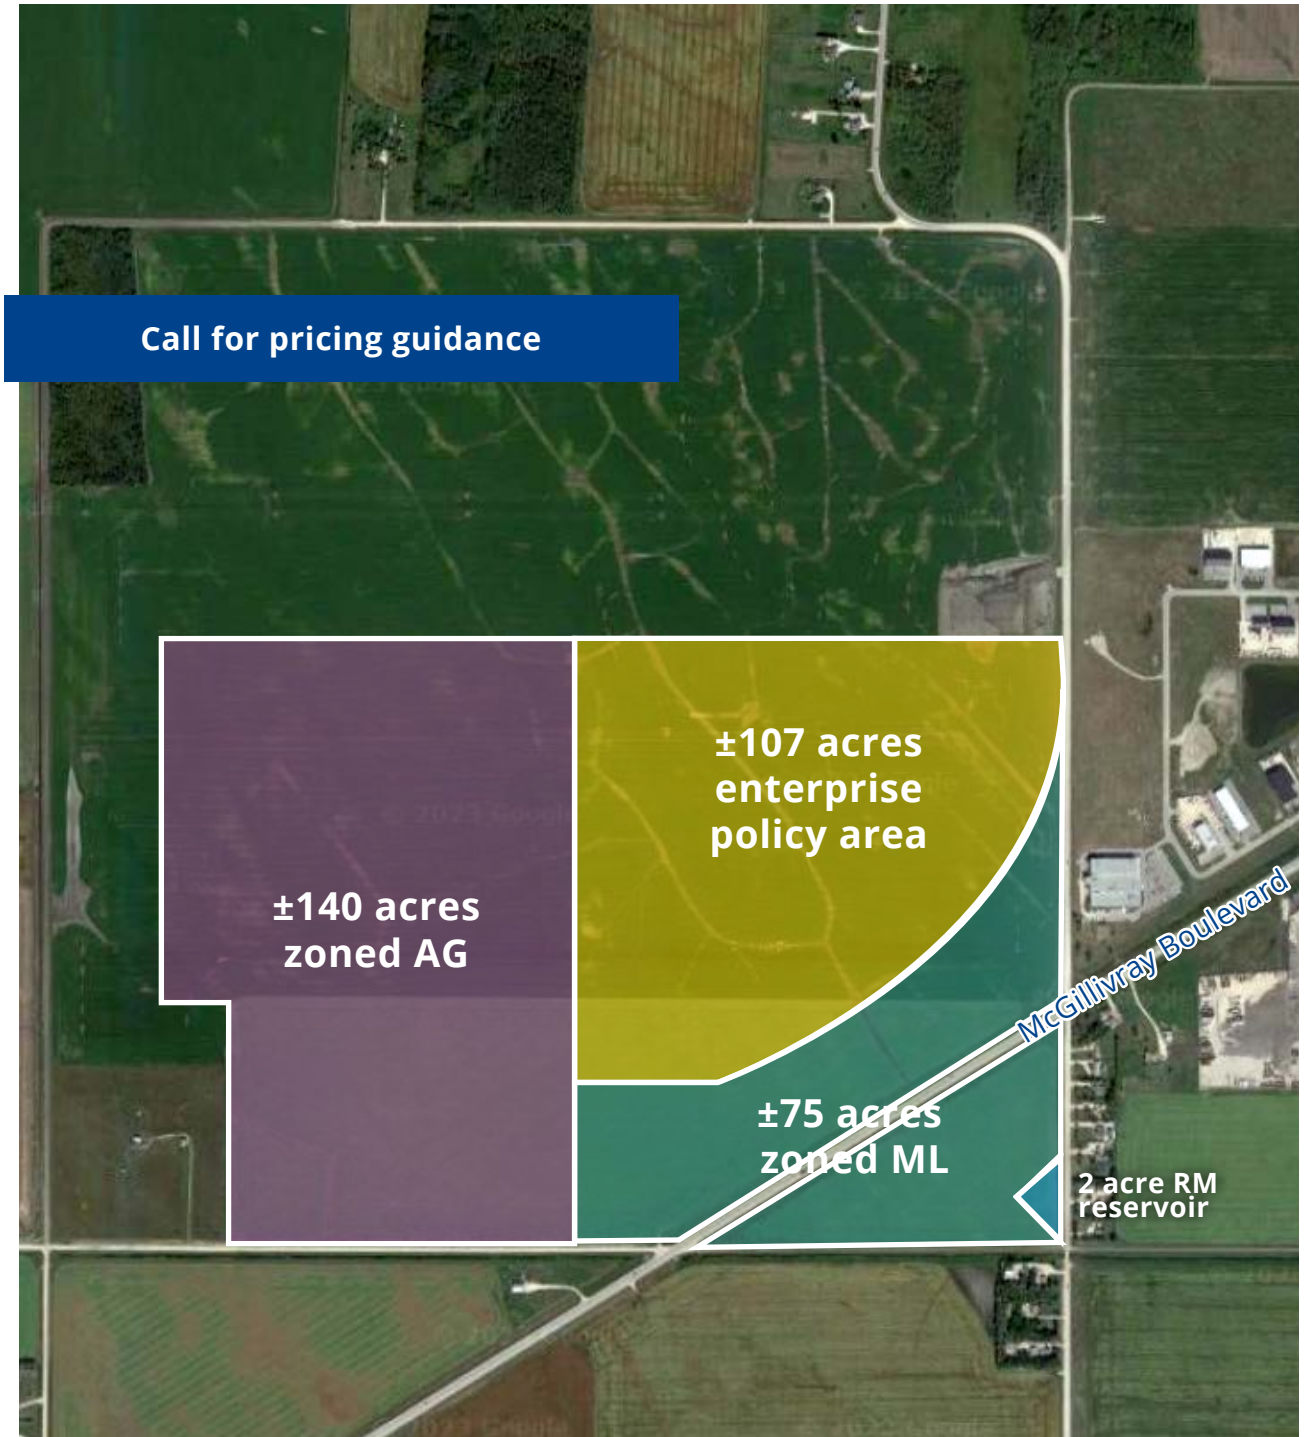 Call for pricing guidance
±107 acres
enterprise
policy area
±140 acres
zoned AG
McGillivray Boulevard
±75 acres
zoned ML
2 acre RM
reservoir